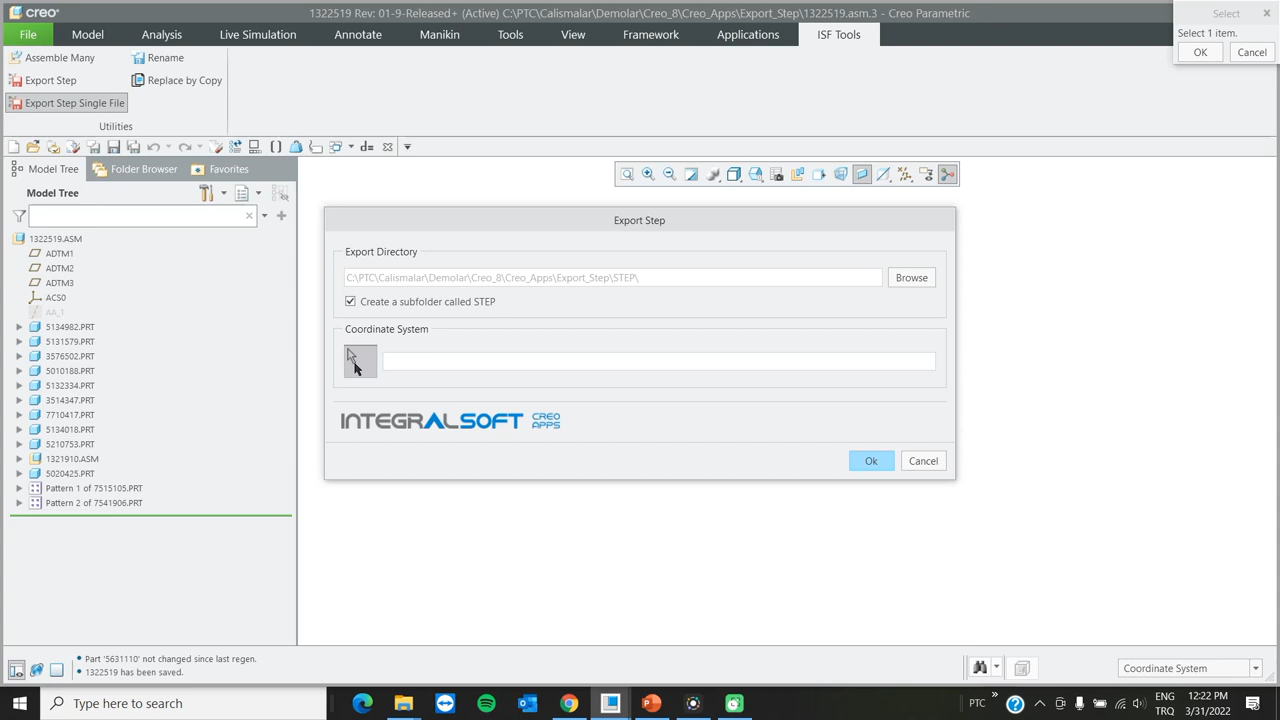 creo°
1322519 Rev: 01-9-Released+ (Active) C:\PTC\Calismalar\Demolar\Creo_8\Creo_Apps\Export_Step\1322519.asm.3 - Creo Parametric
Select
Select 1 item.
OK
Cancel
File
Model
Analysis
Live Simulation
Annotate
Manikin
Tools
View
Framework
Applications
ISF Tools
Assemble Many
Rename
Export Step
Replace by Copy
Export Step Single File
Utilities
Model Tree
Folder Browser
Favorites
Model Tree
1322519.ASM
ADTM1
ADTM2
ADTM3
ACS0
AA_1
5134982.PRT
5131579.PRT
3576502.PRT
5010188.PRT
5132334.PRT
3514347.PRT
7710417.PRT
5134018.PRT
5210753.PRT
1321910.ASM
5020425.PRT
Pattern 1 of 7515105.PRT
Pattern 2 of 7541906.PRT
Export Step
Export Directory
C:\PTC\Calismalar\Demolar\Creo_8\Creo_Apps\Export_Step\STEP\
Browse
Create a subfolder called STEP
Coordinate System
INTEGRALSOFT CREO APPS
Ok
Cancel
• Part '5631110' not changed since last regen.
• 1322519 has been saved.
Coordinate System
Type here to search
PTC
ENG
TRQ
12:22 PM
3/31/2022